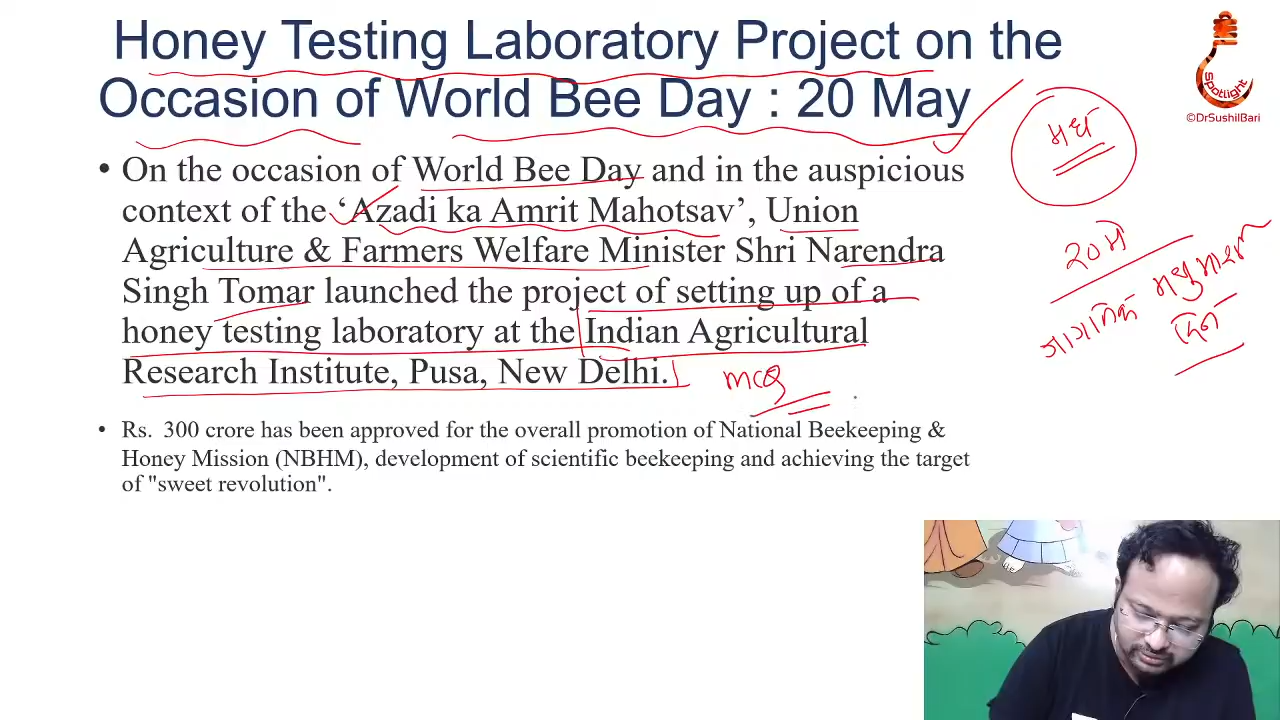 Honey Testing Laboratory Project on the
Occasion of World Bee Day : 20 May
Spotlight
©DrSushilBari
• On the occasion of World Bee Day and in the auspicious
context of the ‘Azadi ka Amrit Mahotsav’, Union
Agriculture & Farmers Welfare Minister Shri Narendra
Singh Tomar launched the project of setting up of a
honey testing laboratory at the Indian Agricultural
Research Institute, Pusa, New Delhi.
• Rs. 300 crore has been approved for the overall promotion of National Beekeeping &
Honey Mission (NBHM), development of scientific beekeeping and achieving the target
of "sweet revolution".
मध
२० मे
जागतिक मधुमाशी
दिन
MCQ